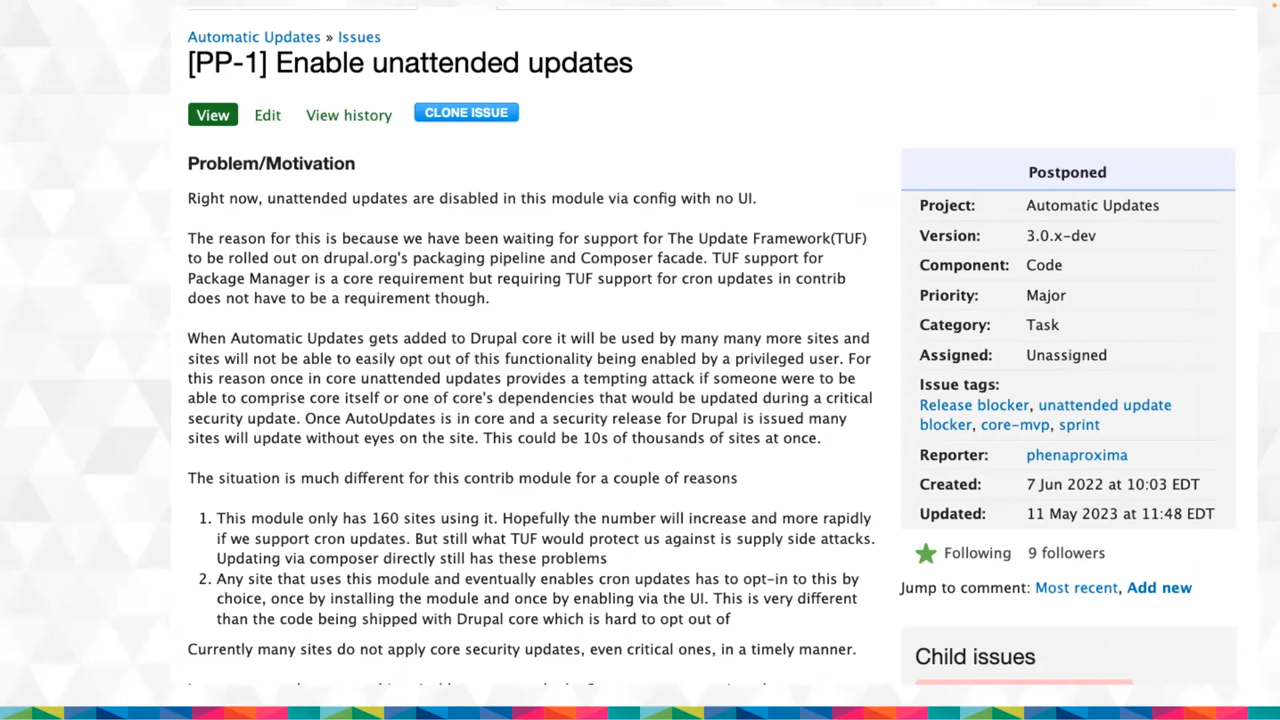 Automatic Updates » Issues
[PP-1] Enable unattended updates
View Edit View history CLONE ISSUE
Problem/Motivation
Right now, unattended updates are disabled in this module via config with no UI.
The reason for this is because we have been waiting for support for The Update Framework(TUF)
to be rolled out on drupal.org's packaging pipeline and Composer facade. TUF support for
Package Manager is a core requirement but requiring TUF support for cron updates in contrib
does not have to be a requirement though.
When Automatic Updates gets added to Drupal core it will be used by many many more sites and
sites will not be able to easily opt out of this functionality being enabled by a privileged user. For
this reason once in core unattended updates provides a tempting attack if someone were to be
able to comprise core itself or one of core's dependencies that would be updated during a critical
security update. Once AutoUpdates is in core and a security release for Drupal is issued many
sites will update without eyes on the site. This could be 10s of thousands of sites at once.
The situation is much different for this contrib module for a couple of reasons
1. This module only has 160 sites using it. Hopefully the number will increase and more rapidly
if we support cron updates. But still what TUF would protect us against is supply side attacks.
Updating via composer directly still has these problems
2. Any site that uses this module and eventually enables cron updates has to opt-in to this by
choice, once by installing the module and once by enabling via the UI. This is very different
than the code being shipped with Drupal core which is hard to opt out of
Currently many sites do not apply core security updates, even critical ones, in a timely manner.
Postponed
Project: Automatic Updates
Version: 3.0.x-dev
Component: Code
Priority: Major
Category: Task
Assigned: Unassigned
Issue tags:
Release blocker, unattended update
blocker, core-mvp, sprint
Reporter: phenaproxima
Created: 7 Jun 2022 at 10:03 EDT
Updated: 11 May 2023 at 11:48 EDT
Following 9 followers
Jump to comment: Most recent, Add new
Child issues